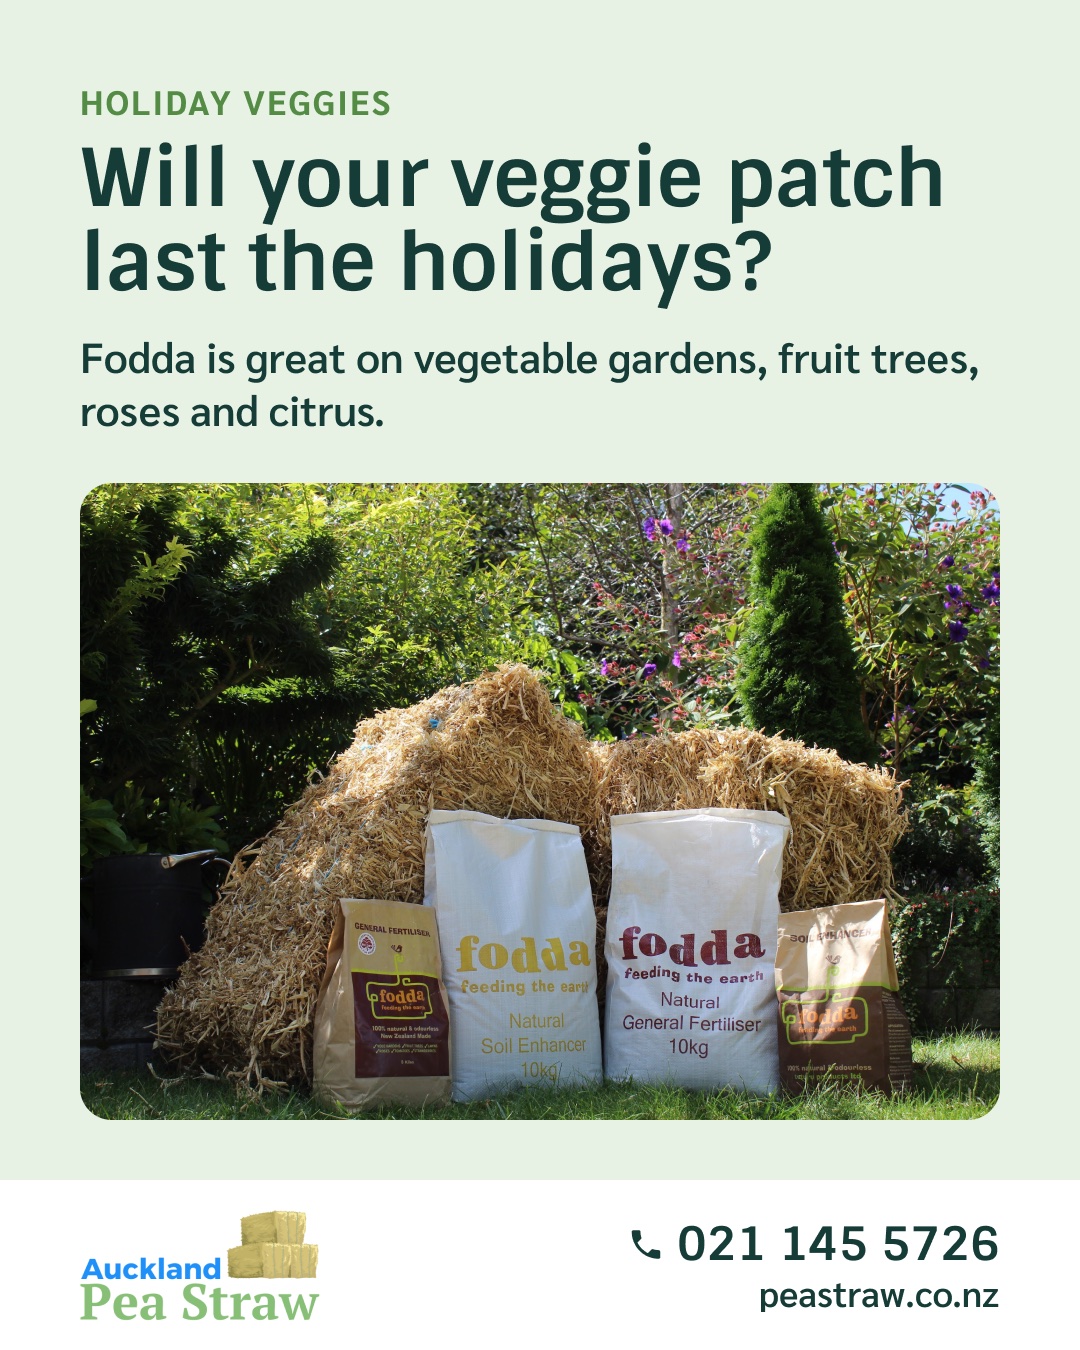 HOLIDAY VEGGIES
Will your veggie patch
last the holidays?
Fodda is great on vegetable gardens, fruit trees,
roses and citrus.
GENERAL FERTILISER
fodda
feeding the earth
100% natural & odourless
New Zealand Made
fodda
feeding the earth
Natural
Soil Enhancer
10kg
fodda
feeding the earth
Natural
General Fertiliser
10kg
SOIL ENHANCER
fodda
feeding the earth
100% natural & odourless
Auckland
Pea Straw
021 145 5726
peastraw.co.nz